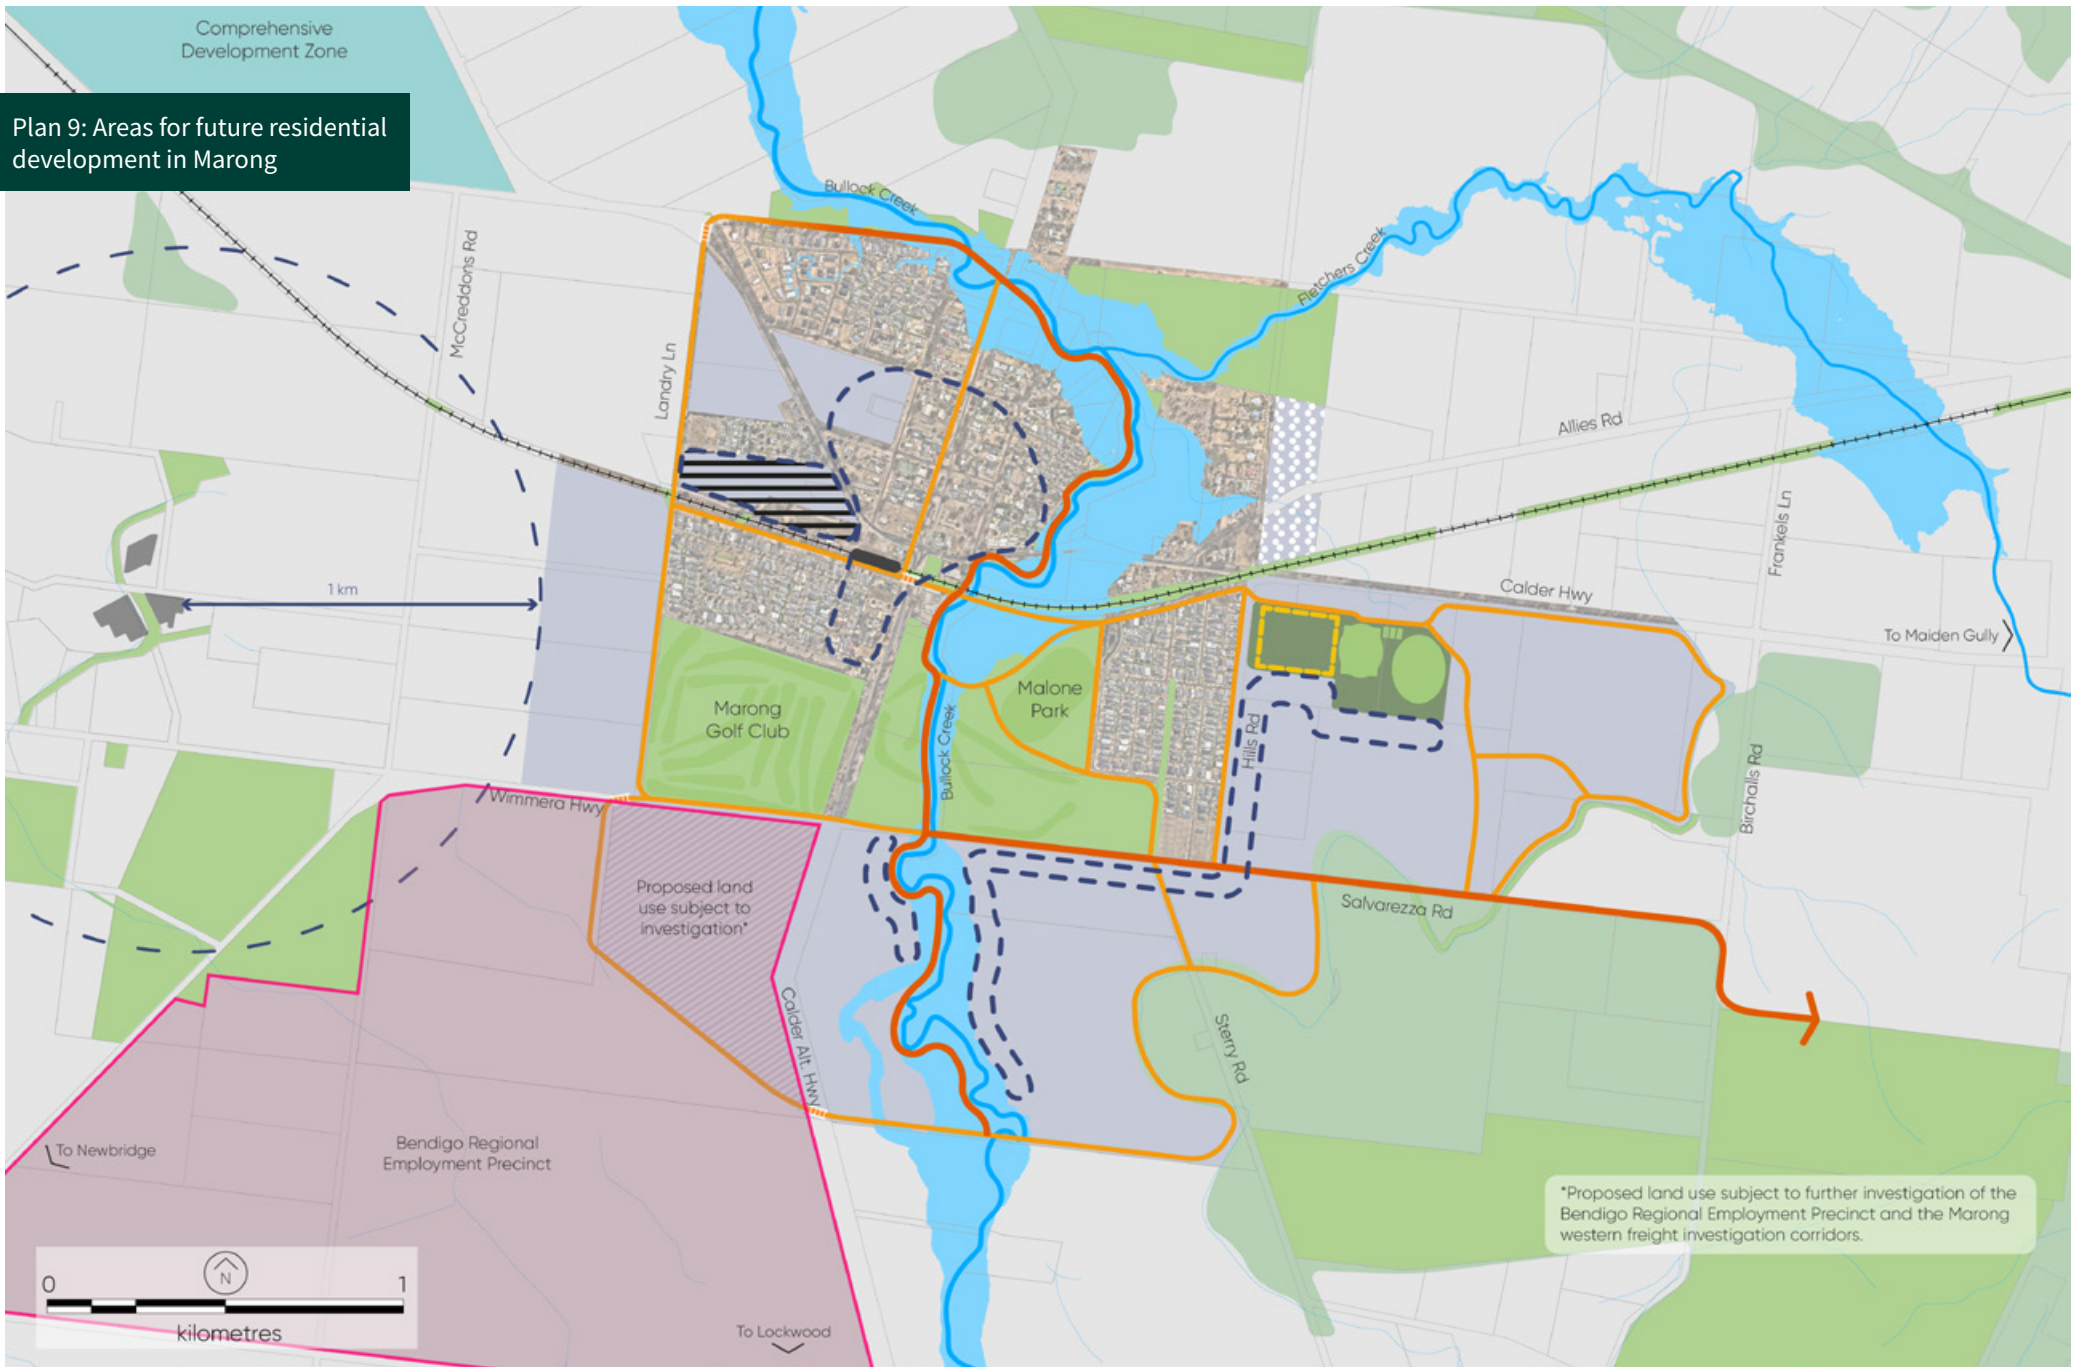 Comprehensive
Development Zone
Plan 9: Areas for future residential
development in Marong
Bullock Creek
McCreddons Rd
Fletchers Creek
Landry Ln
Allies Rd
Frankels Ln
1 km
Calder Hwy
To Maiden Gully
Malone
Park
Marong
Golf Club
Bullock Creek
Hills Rd
Birchalls Rd
Wimmera Hwy
Proposed land
use subject to
investigation*
Salvarezza Rd
Calder Alt. Hwy
Sterry Rd
To Newbridge
Bendigo Regional
Employment Precinct
*Proposed land use subject to further investigation of the
Bendigo Regional Employment Precinct and the Marong
western freight investigation corridors.
N
0 1
kilometres
To Lockwood